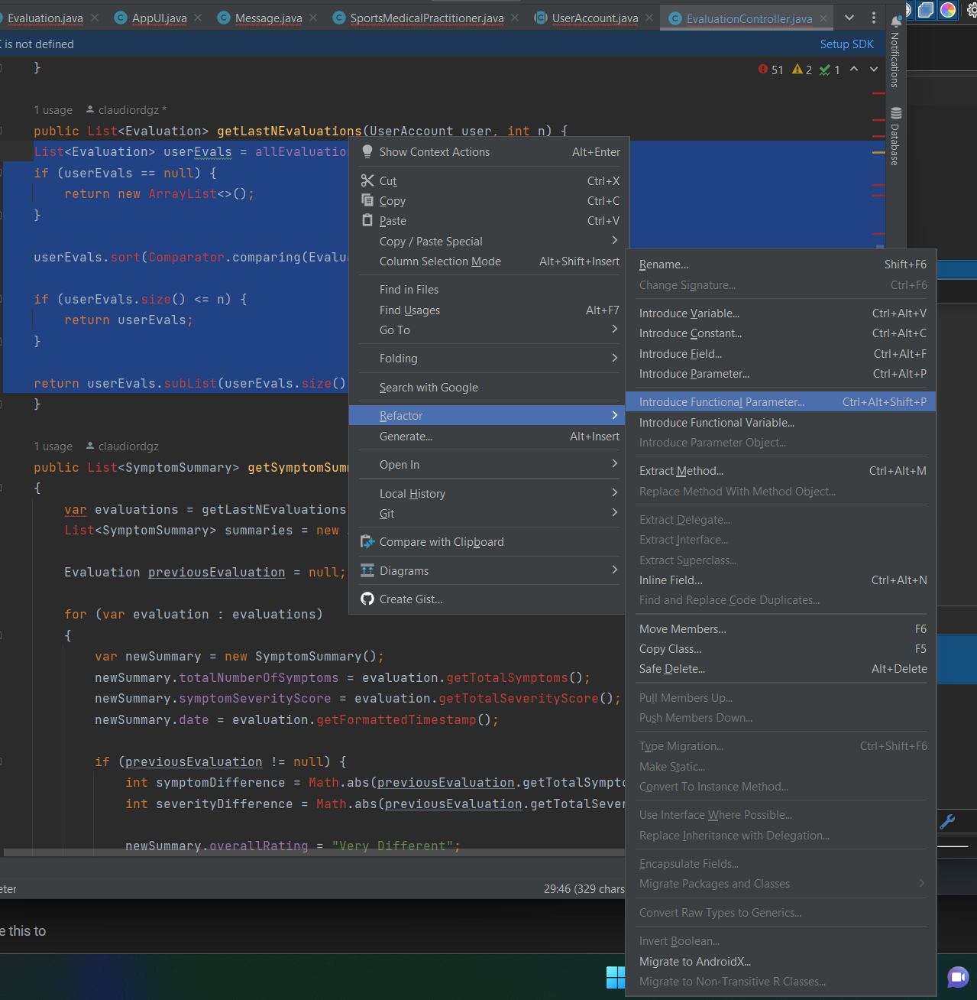 Evaluation.java
AppUI.java
Message.java
SportsMedicalPractitioner.java
UserAccount.java
EvaluationController.java
is not defined
Setup SDK
Notifications
Database
51 2 1
}
1 usage claudiordgz *
public List<Evaluation> getLastNEvaluations(UserAccount user, int n) {
List<Evaluation> userEvals = allEvaluation
if (userEvals == null) {
return new ArrayList<>();
}
userEvals.sort(Comparator.comparing(Evalua
if (userEvals.size() <= n) {
return userEvals;
}
return userEvals.subList(userEvals.size()
}
1 usage claudiordgz
public List<SymptomSummary> getSymptomSum
{
var evaluations = getLastNEvaluations
List<SymptomSummary> summaries = new
Evaluation previousEvaluation = null;
for (var evaluation : evaluations)
{
var newSummary = new SymptomSummary();
newSummary.totalNumberOfSymptoms = evaluation.getTotalSymptoms();
newSummary.symptomSeverityScore = evaluation.getTotalSeverityScore();
newSummary.date = evaluation.getFormattedTimestamp();
if (previousEvaluation != null) {
int symptomDifference = Math.abs(previousEvaluation.getTotalSympto
int severityDifference = Math.abs(previousEvaluation.getTotalSever
newSummary.overallRating = "Very Different";
Show Context Actions Alt+Enter
Cut Ctrl+X
Copy Ctrl+C
Paste Ctrl+V
Copy / Paste Special
Column Selection Mode Alt+Shift+Insert
Find in Files
Find Usages Alt+F7
Go To
Folding
Search with Google
Refactor
Generate... Alt+Insert
Open In
Local History
Git
Compare with Clipboard
Diagrams
Create Gist...
Rename... Shift+F6
Change Signature... Ctrl+F6
Introduce Variable... Ctrl+Alt+V
Introduce Constant... Ctrl+Alt+C
Introduce Field... Ctrl+Alt+F
Introduce Parameter... Ctrl+Alt+P
Introduce Functional Parameter... Ctrl+Alt+Shift+P
Introduce Functional Variable...
Introduce Parameter Object...
Extract Method... Ctrl+Alt+M
Replace Method With Method Object...
Extract Delegate...
Extract Interface...
Extract Superclass...
Inline Field... Ctrl+Alt+N
Find and Replace Code Duplicates...
Move Members... F6
Copy Class... F5
Safe Delete... Alt+Delete
Pull Members Up...
Push Members Down...
Type Migration... Ctrl+Shift+F6
Make Static...
Convert To Instance Method...
Use Interface Where Possible...
Replace Inheritance with Delegation...
Encapsulate Fields...
Migrate Packages and Classes
Convert Raw Types to Generics...
Invert Boolean...
Migrate to AndroidX...
Migrate to Non-Transitive R Classes...
eter
29:46 (329 chars
e this to